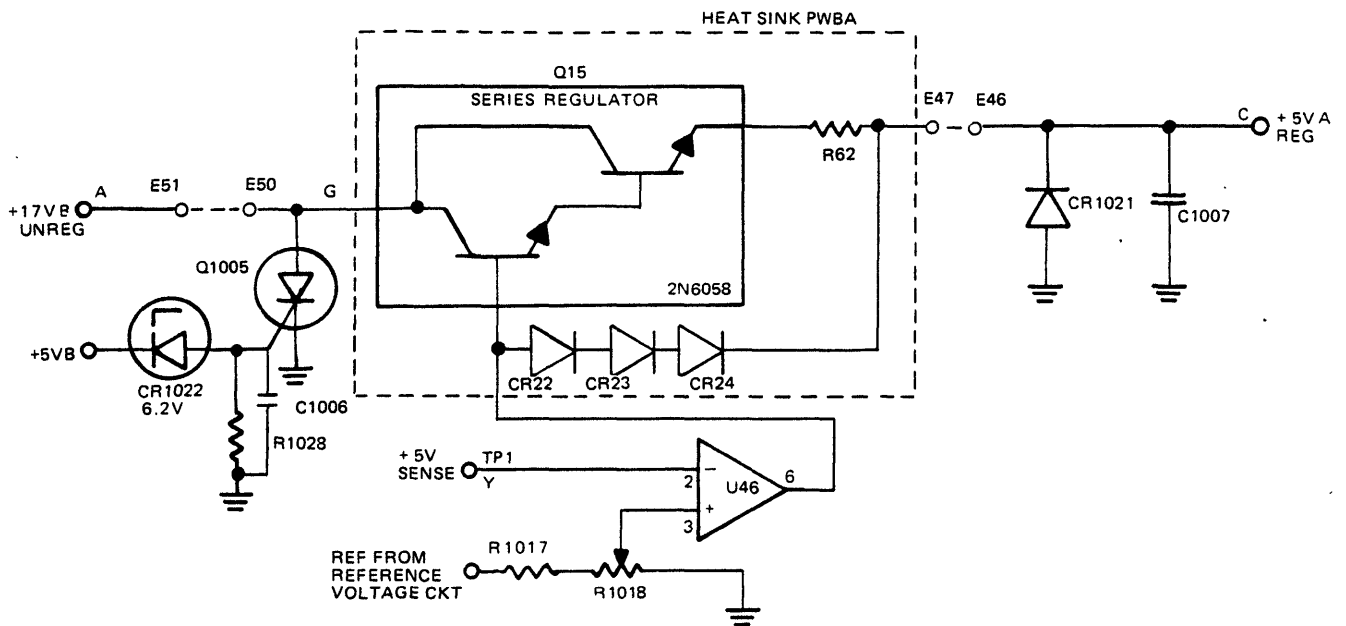 HEAT SINK PWBA
Q15
SERIES REGULATOR
E47
E46
C
+ 5V A
REG
R62
A
E51
E50
G
+17VB
UNREG
CR1021
C1007
Q1005
2N6058
+5VB
CR1022
6.2V
C1006
R1028
CR22
CR23
CR24
+ 5V
SENSE
TP1
Y
−
2
U46
6
+
3
REF FROM
REFERENCE
VOLTAGE CKT
R1017
R1018